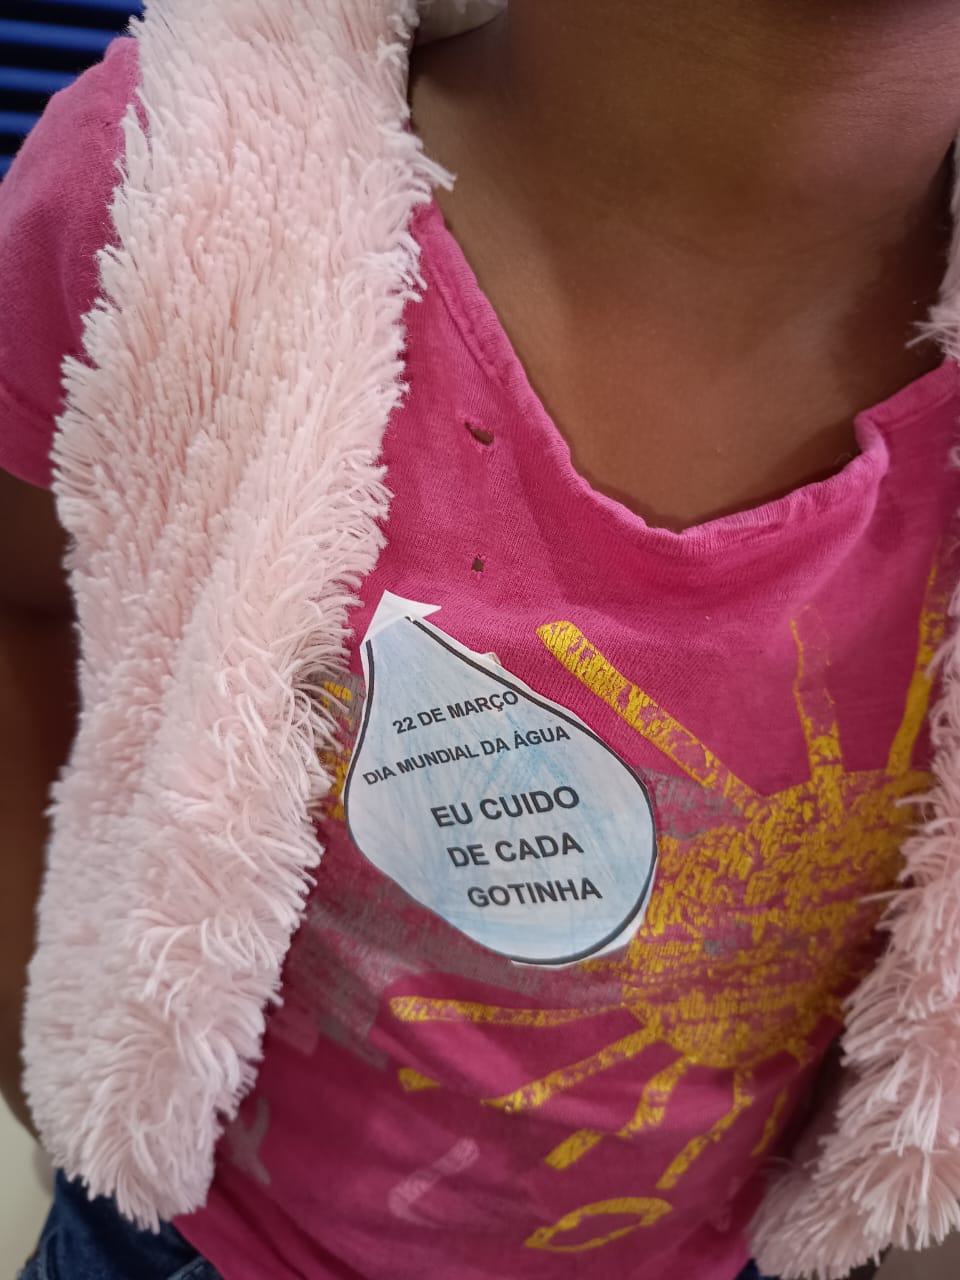 22 DE MARÇO
DIA MUNDIAL DA ÁGUA
EU CUIDO
DE CADA
GOTINHA